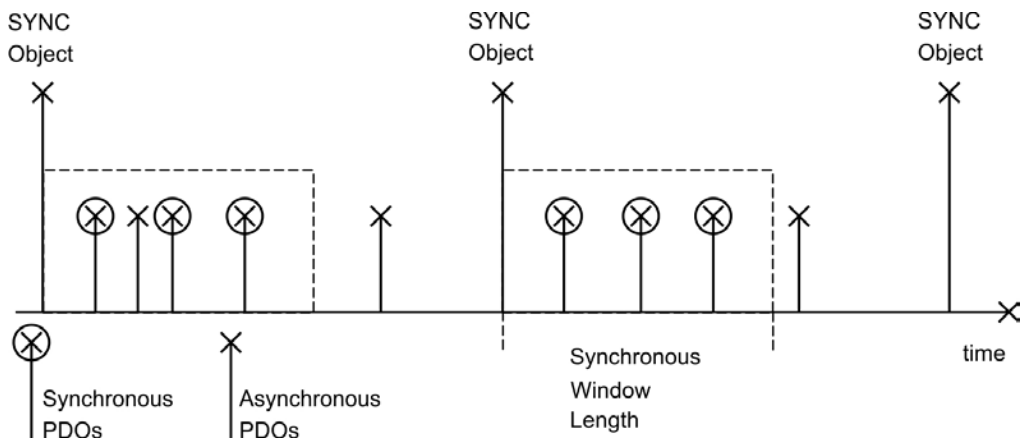 SYNC
Object
SYNC
Object
SYNC
Object
time
Synchronous
Window
Length
Synchronous
PDOs
Asynchronous
PDOs